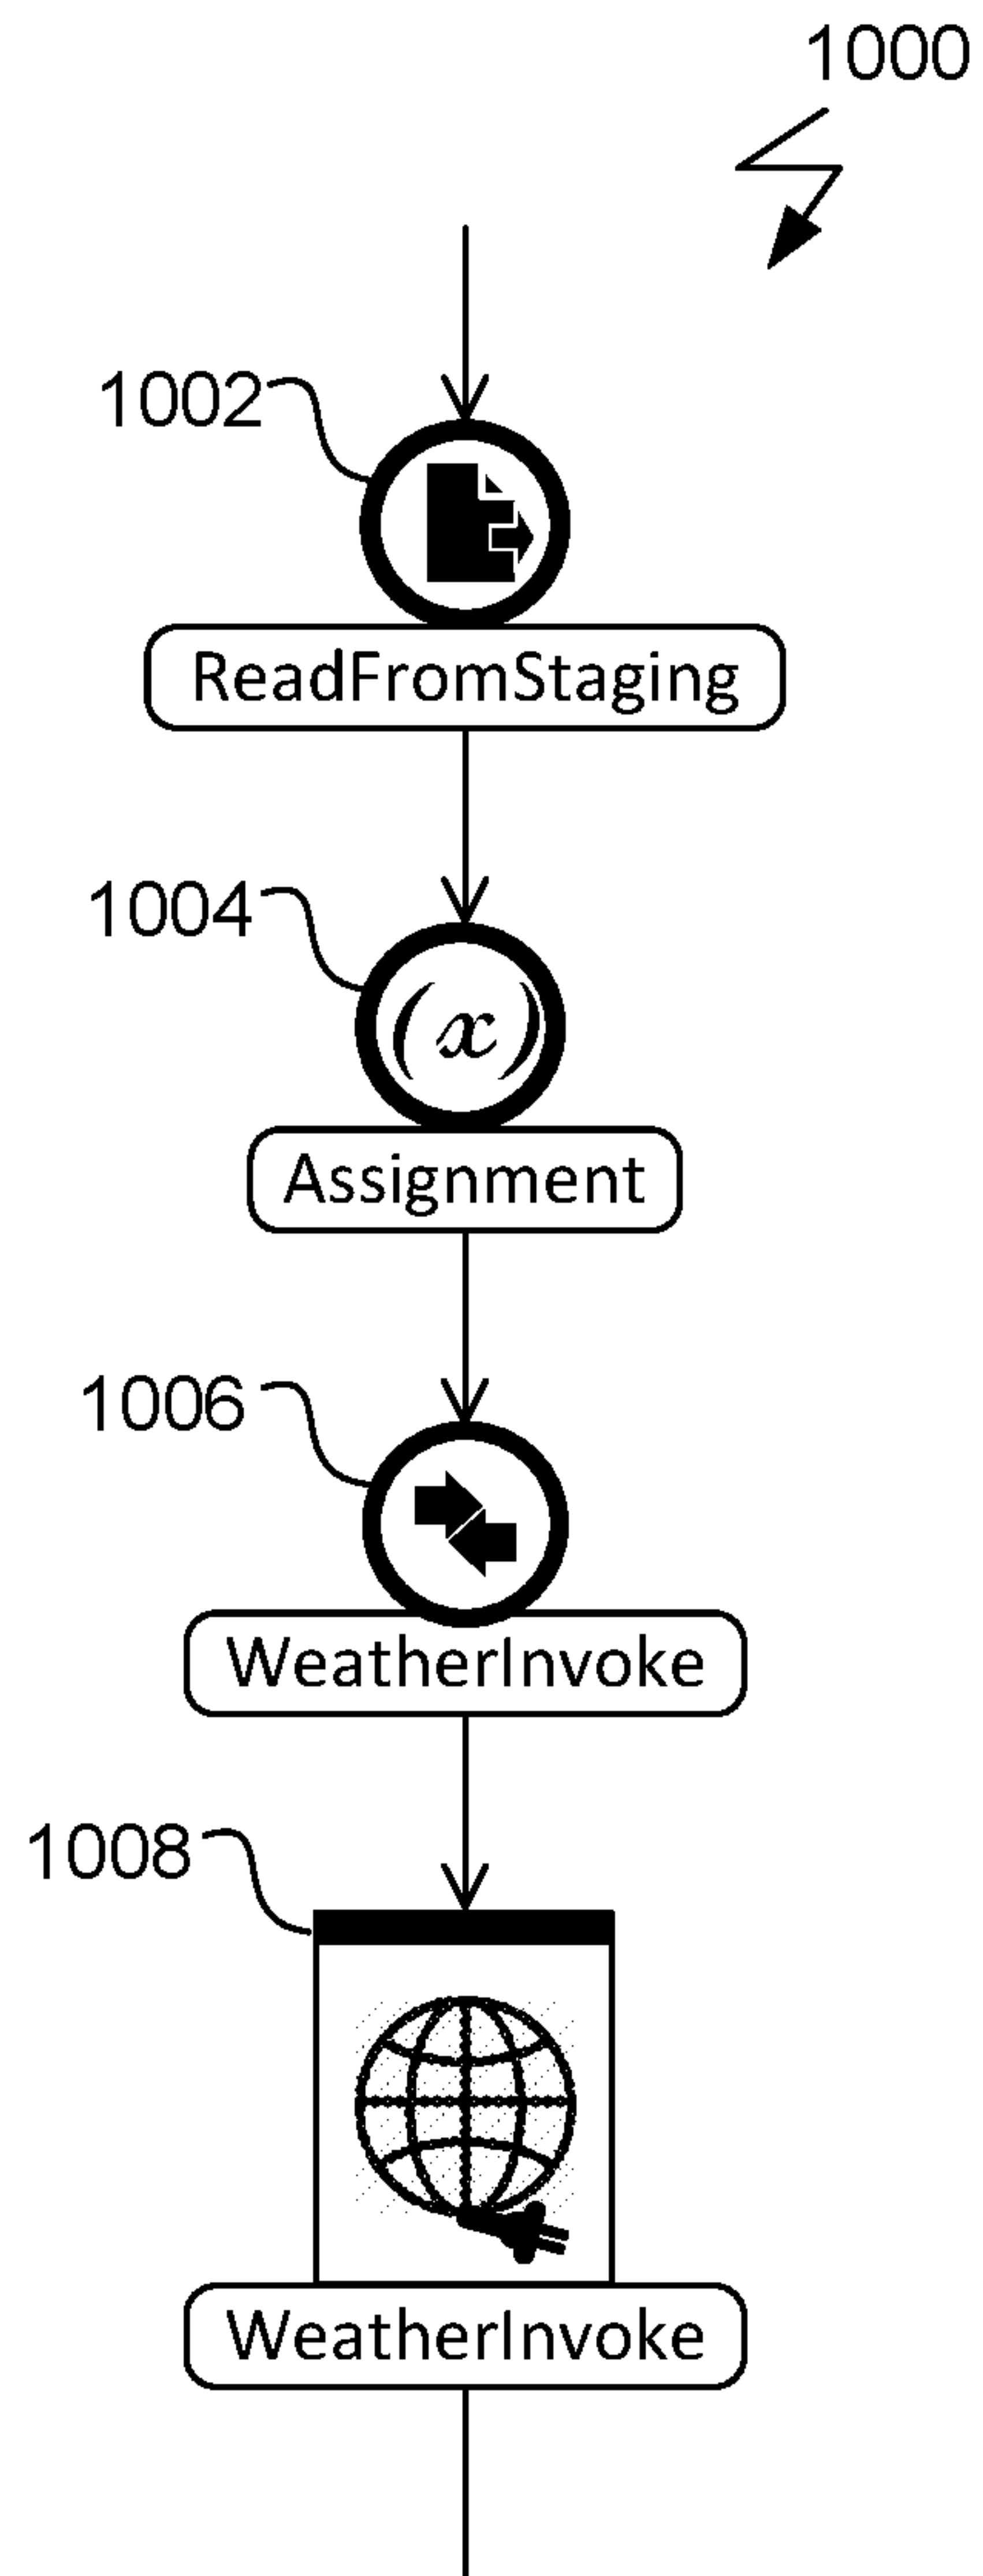 1000
1002
ReadFromStaging
1004
(x)
Assignment
1006
WeatherInvoke
1008
WeatherInvoke